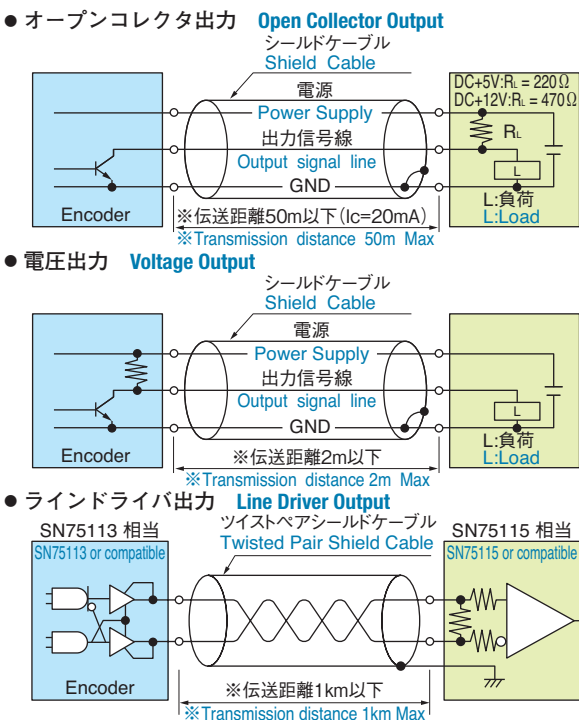 ● オープンコレクタ出力 Open Collector Output
シールドケーブル
Shield Cable
電源
Power Supply
出力信号線
Output signal line
GND
Encoder
DC+5V:RL = 220Ω
DC+12V:RL = 470Ω
RL
L
L:負荷
L:Load
※伝送距離50m以下(Ic=20mA)
※Transmission distance 50m Max
● 電圧出力 Voltage Output
シールドケーブル
Shield Cable
電源
Power Supply
出力信号線
Output signal line
GND
Encoder
L
L:負荷
L:Load
※伝送距離2m以下
※Transmission distance 2m Max
● ラインドライバ出力 Line Driver Output
ツイストペアシールドケーブル
Twisted Pair Shield Cable
SN75113 相当
SN75113 or compatible
SN75115 相当
SN75115 or compatible
Encoder
※伝送距離1km以下
※Transmission distance 1km Max